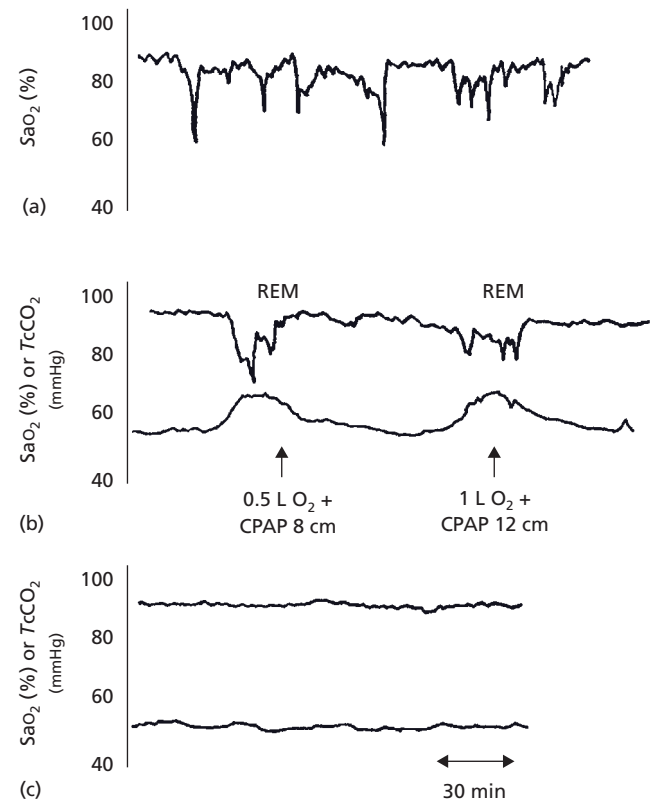 100
80
60
40
SaO₂ (%)
(a)
REM REM
100
80
60
40
SaO₂ (%) or TcCO₂
(mmHg)
0.5 L O₂ +
CPAP 8 cm
1 L O₂ +
CPAP 12 cm
(b)
100
80
60
40
SaO₂ (%) or TcCO₂
(mmHg)
30 min
(c)